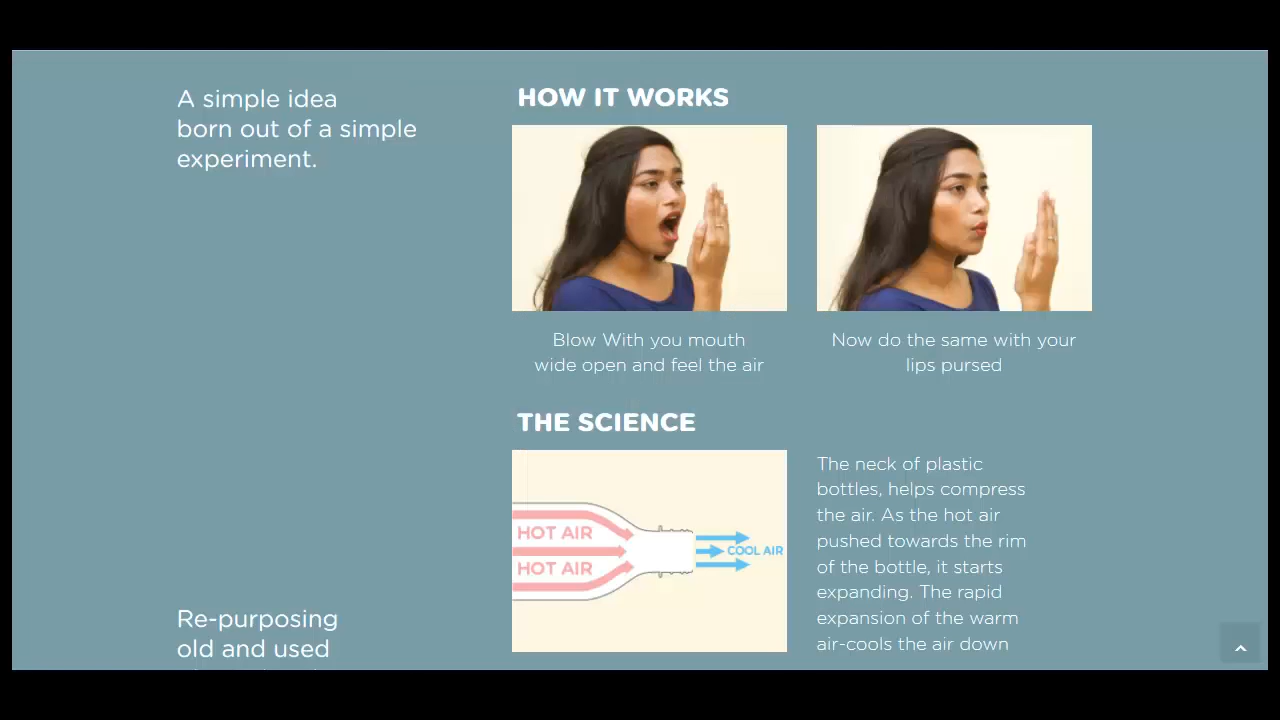 A simple idea
born out of a simple
experiment.
HOW IT WORKS
Blow With you mouth
wide open and feel the air
Now do the same with your
lips pursed
THE SCIENCE
HOT AIR
HOT AIR
COOL AIR
The neck of plastic
bottles, helps compress
the air. As the hot air
pushed towards the rim
of the bottle, it starts
expanding. The rapid
expansion of the warm
air-cools the air down
Re-purposing
old and used